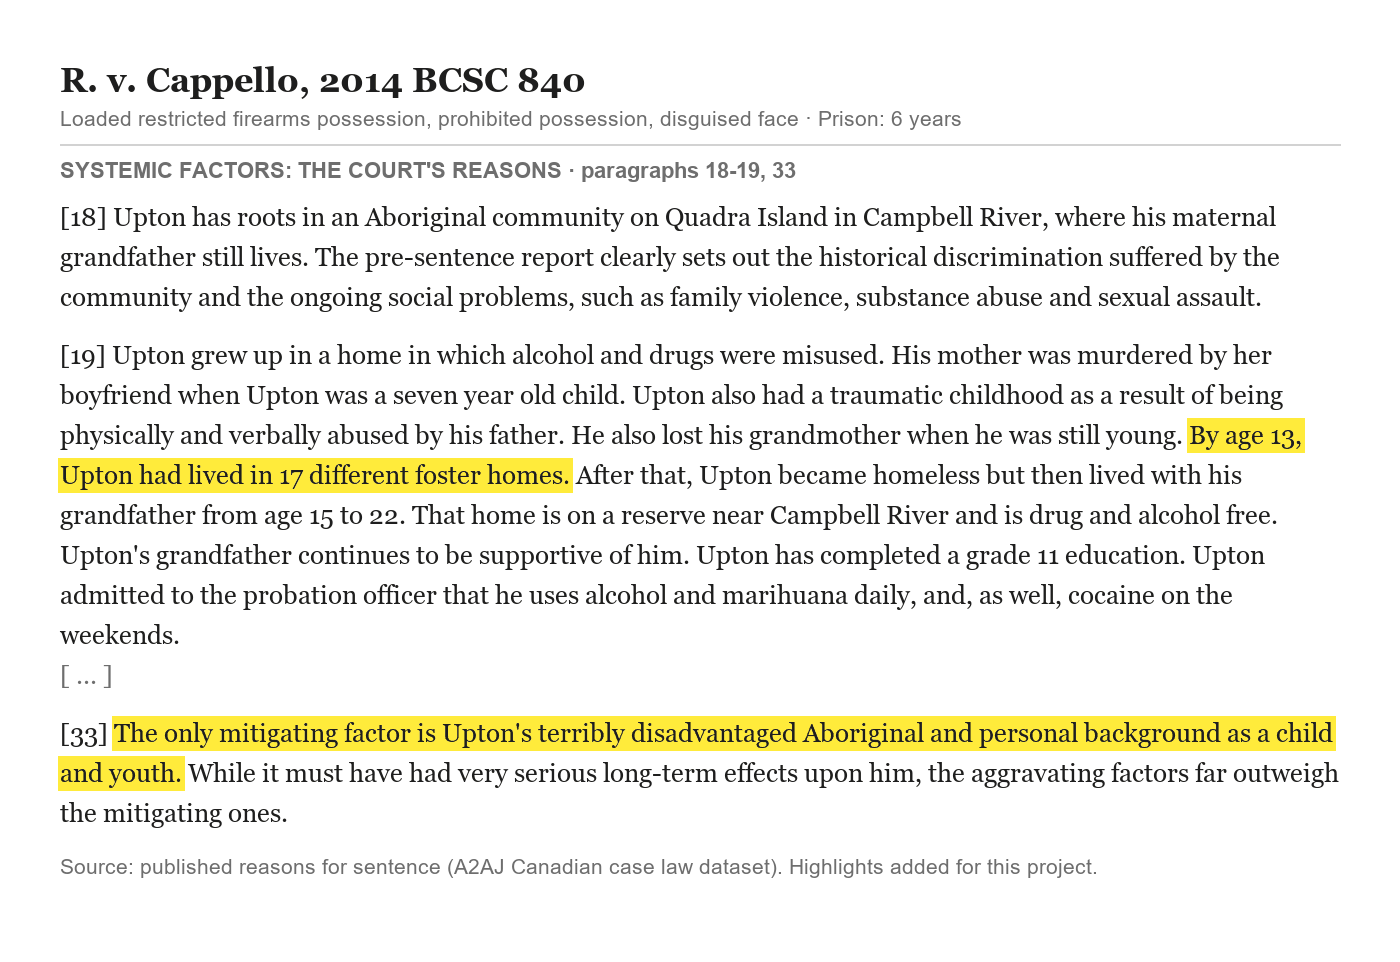 R. v. Cappello, 2014 BCSC 840
Loaded restricted firearms possession, prohibited possession, disguised face · Prison: 6 years
SYSTEMIC FACTORS: THE COURT'S REASONS · paragraphs 18-19, 33
[18] Upton has roots in an Aboriginal community on Quadra Island in Campbell River, where his maternal
grandfather still lives. The pre-sentence report clearly sets out the historical discrimination suffered by the
community and the ongoing social problems, such as family violence, substance abuse and sexual assault.
[19] Upton grew up in a home in which alcohol and drugs were misused. His mother was murdered by her
boyfriend when Upton was a seven year old child. Upton also had a traumatic childhood as a result of being
physically and verbally abused by his father. He also lost his grandmother when he was still young. By age 13,
Upton had lived in 17 different foster homes. After that, Upton became homeless but then lived with his
grandfather from age 15 to 22. That home is on a reserve near Campbell River and is drug and alcohol free.
Upton's grandfather continues to be supportive of him. Upton has completed a grade 11 education. Upton
admitted to the probation officer that he uses alcohol and marihuana daily, and, as well, cocaine on the
weekends.
[ ... ]
[33] The only mitigating factor is Upton's terribly disadvantaged Aboriginal and personal background as a child
and youth. While it must have had very serious long-term effects upon him, the aggravating factors far outweigh
the mitigating ones.
Source: published reasons for sentence (A2AJ Canadian case law dataset). Highlights added for this project.